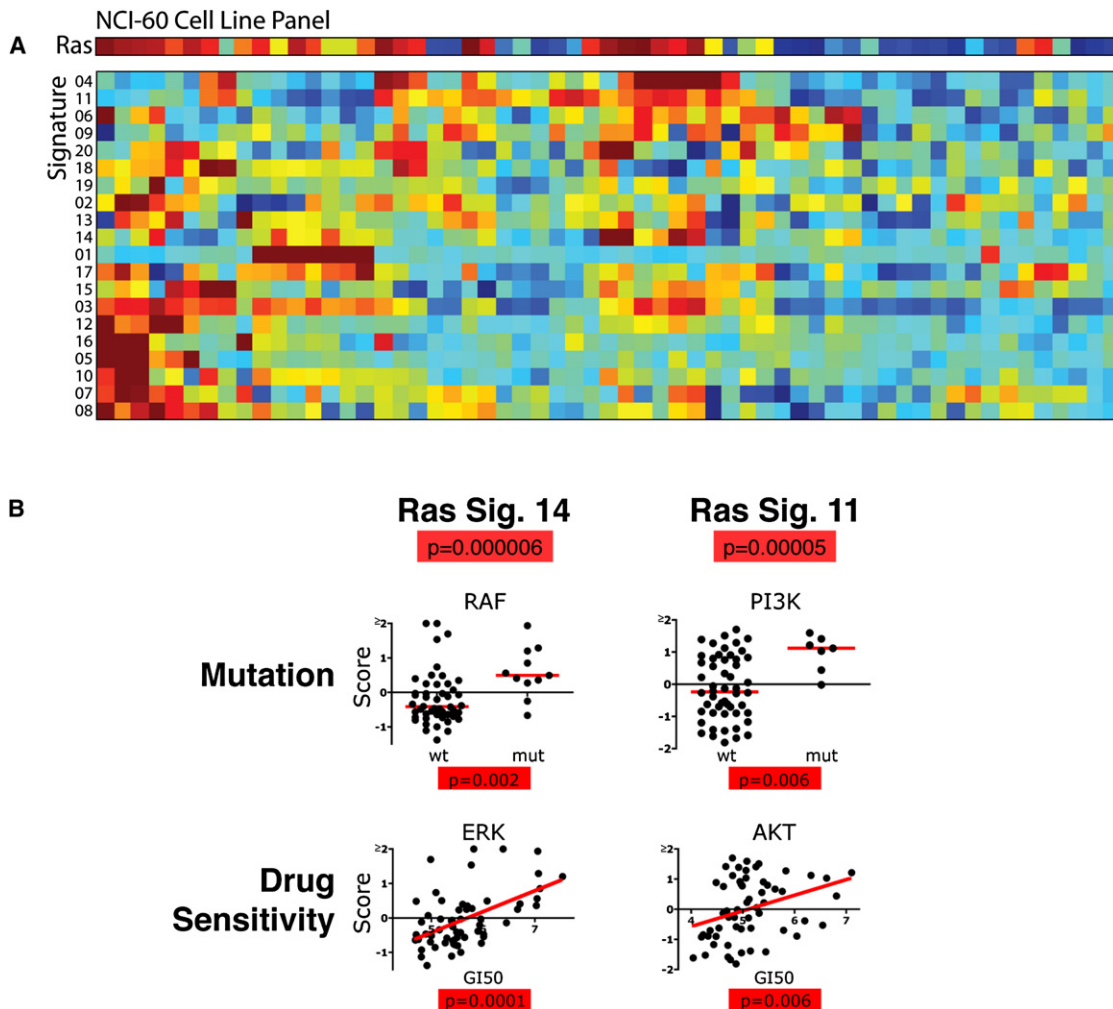 NCI-60 Cell Line Panel
A
Ras
Signature
04
11
06
09
20
18
19
02
13
14
01
17
15
03
12
16
05
10
07
08
B
Ras Sig. 14
Ras Sig. 11
p=0.000006
p=0.00005
Mutation
RAF
PI3K
Score
≥2
1
0
-1
wt
mut
≥2
1
0
-1
-2
wt
mut
p=0.002
p=0.006
Drug
Sensitivity
ERK
AKT
Score
≥2
1
0
-1
5
6
7
≥2
1
0
-1
-2
4
5
6
7
GI50
GI50
p=0.0001
p=0.006